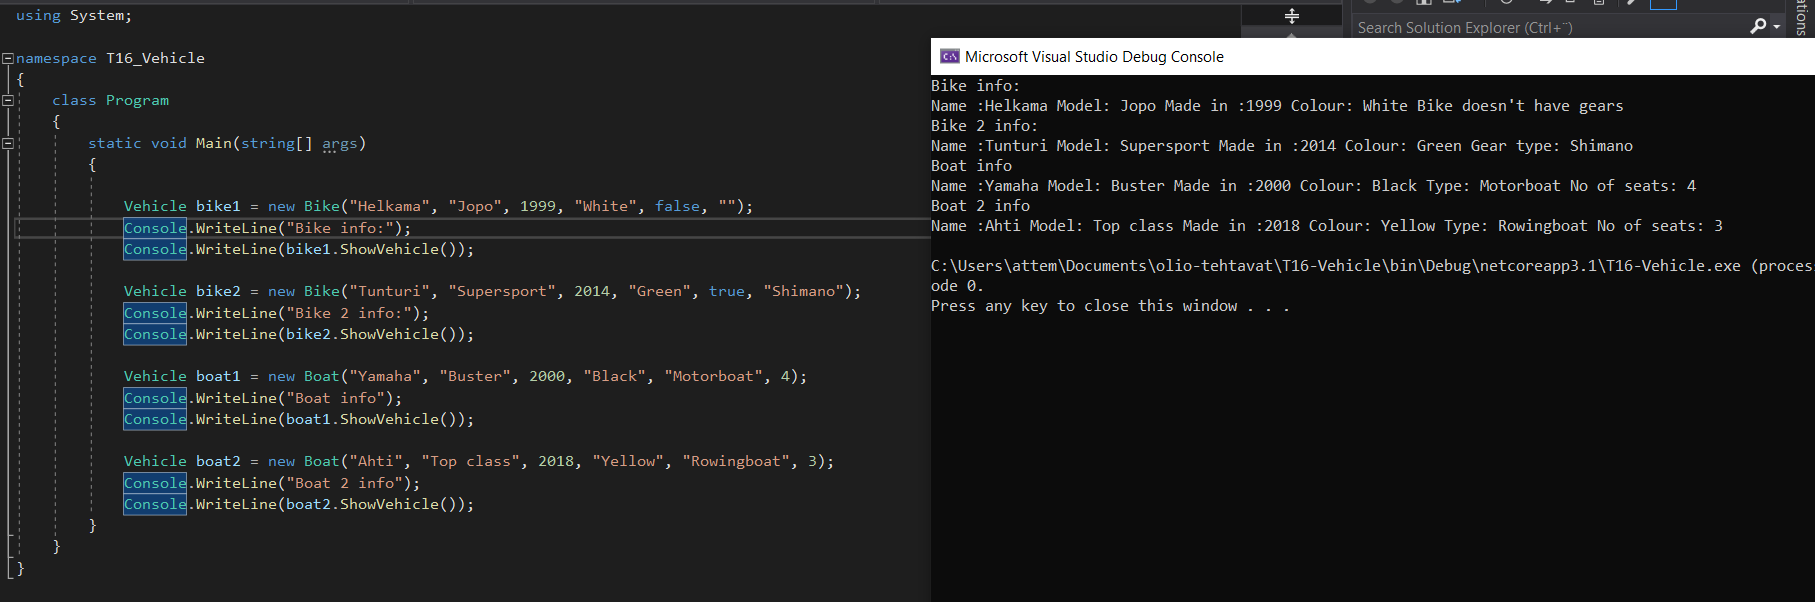 using System;
namespace T16_Vehicle
{
class Program
{
static void Main(string[] args)
{
Vehicle bike1 = new Bike("Helkama", "Jopo", 1999, "White", false, "");
Console.WriteLine("Bike info:");
Console.WriteLine(bike1.ShowVehicle());
Vehicle bike2 = new Bike("Tunturi", "Supersport", 2014, "Green", true, "Shimano");
Console.WriteLine("Bike 2 info:");
Console.WriteLine(bike2.ShowVehicle());
Vehicle boat1 = new Boat("Yamaha", "Buster", 2000, "Black", "Motorboat", 4);
Console.WriteLine("Boat info");
Console.WriteLine(boat1.ShowVehicle());
Vehicle boat2 = new Boat("Ahti", "Top class", 2018, "Yellow", "Rowingboat", 3);
Console.WriteLine("Boat 2 info");
Console.WriteLine(boat2.ShowVehicle());
}
}
}
Search Solution Explorer (Ctrl+¨)
Microsoft Visual Studio Debug Console
Bike info:
Name :Helkama Model: Jopo Made in :1999 Colour: White Bike doesn't have gears
Bike 2 info:
Name :Tunturi Model: Supersport Made in :2014 Colour: Green Gear type: Shimano
Boat info
Name :Yamaha Model: Buster Made in :2000 Colour: Black Type: Motorboat No of seats: 4
Boat 2 info
Name :Ahti Model: Top class Made in :2018 Colour: Yellow Type: Rowingboat No of seats: 3
C:\Users\attem\Documents\olio-tehtavat\T16-Vehicle\bin\Debug\netcoreapp3.1\T16-Vehicle.exe (proces
ode 0.
Press any key to close this window . . .